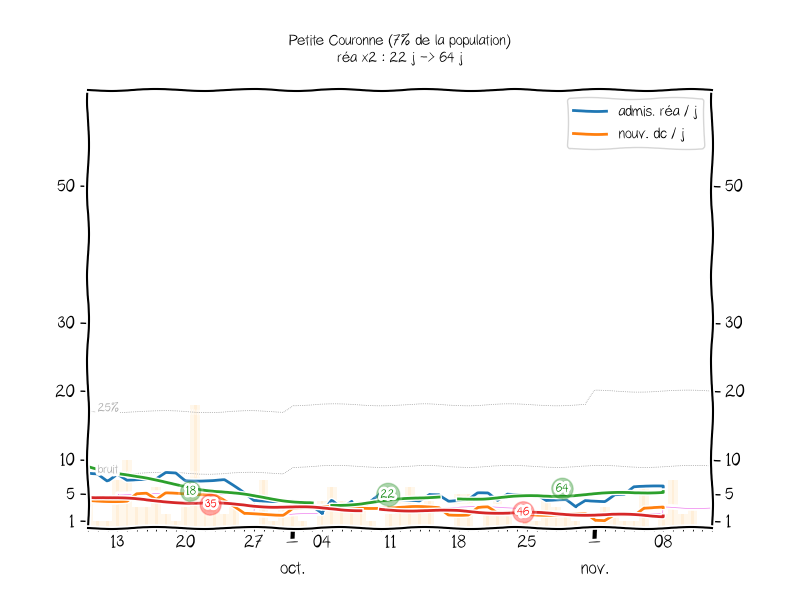 Petite Couronne (7% de la population)
réa x2 : 22 j -> 64 j
admis. réa / j
nouv. dc / j
50 50
30 30
20 20
25%
10 10
bruit
5 5
1 1
18 35 22 46 64
13 20 27 04 11 18 25 08
oct. nov.